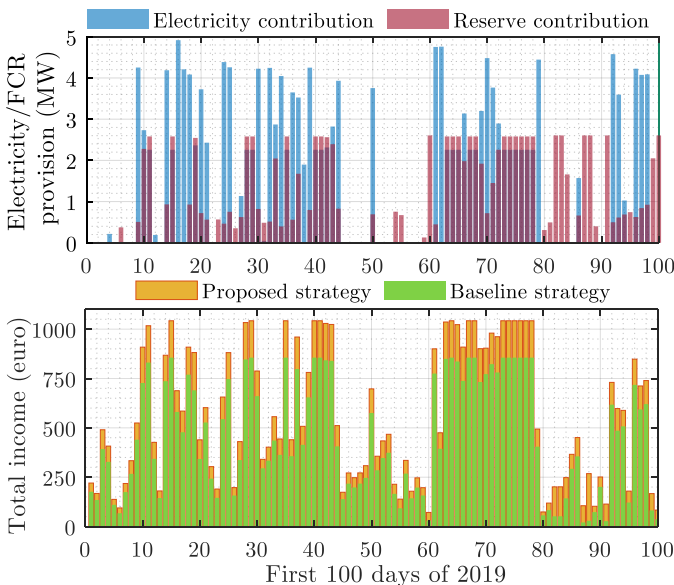 Electricity contribution Reserve contribution
Electricity/FCR
provision (MW)
5
4
3
2
1
0
0 10 20 30 40 50 60 70 80 90 100
Proposed strategy Baseline strategy
Total income (euro)
1000
750
500
250
0
0 10 20 30 40 50 60 70 80 90 100
First 100 days of 2019